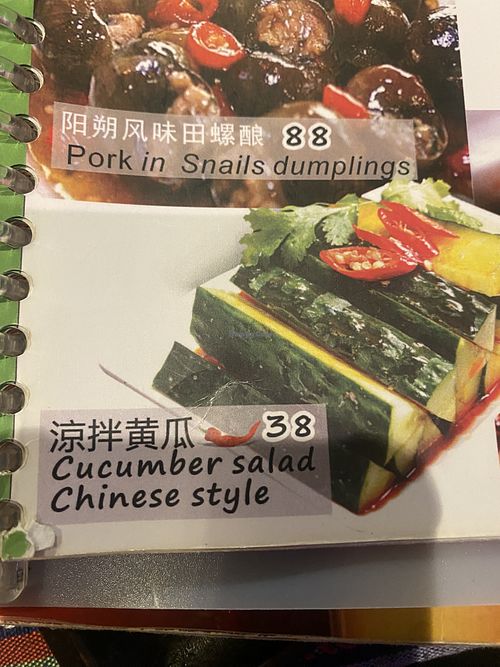 阳朔风味田螺酿 88
Pork in Snails dumplings
涼拌黄瓜 38
Cucumber salad
Chinese style